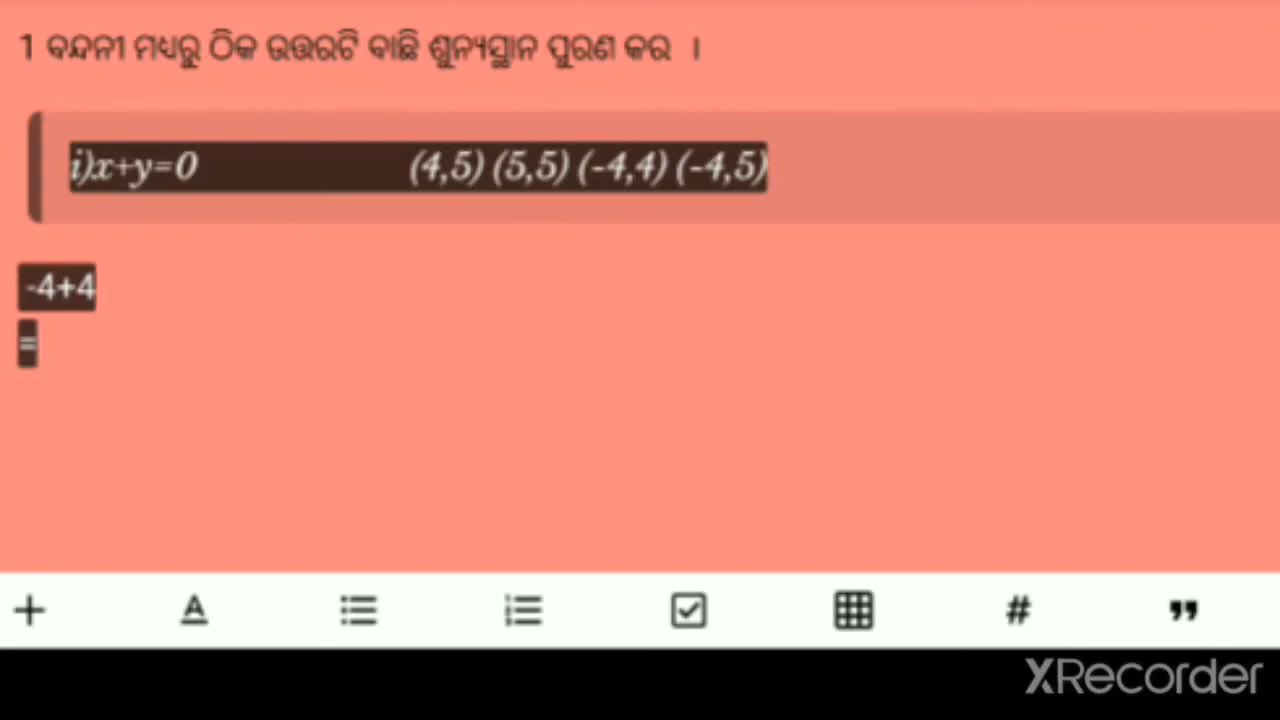 1 ବନ୍ଦନୀ ମଧ୍ୟରୁ ଠିକ ଉତ୍ତରଟି ବାଛି ଶୁନ୍ୟସ୍ଥାନ ପୁରଣ କର ।
i)x+y=0 (4,5) (5,5) (-4,4) (-4,5)
-4+4
=
XRecorder